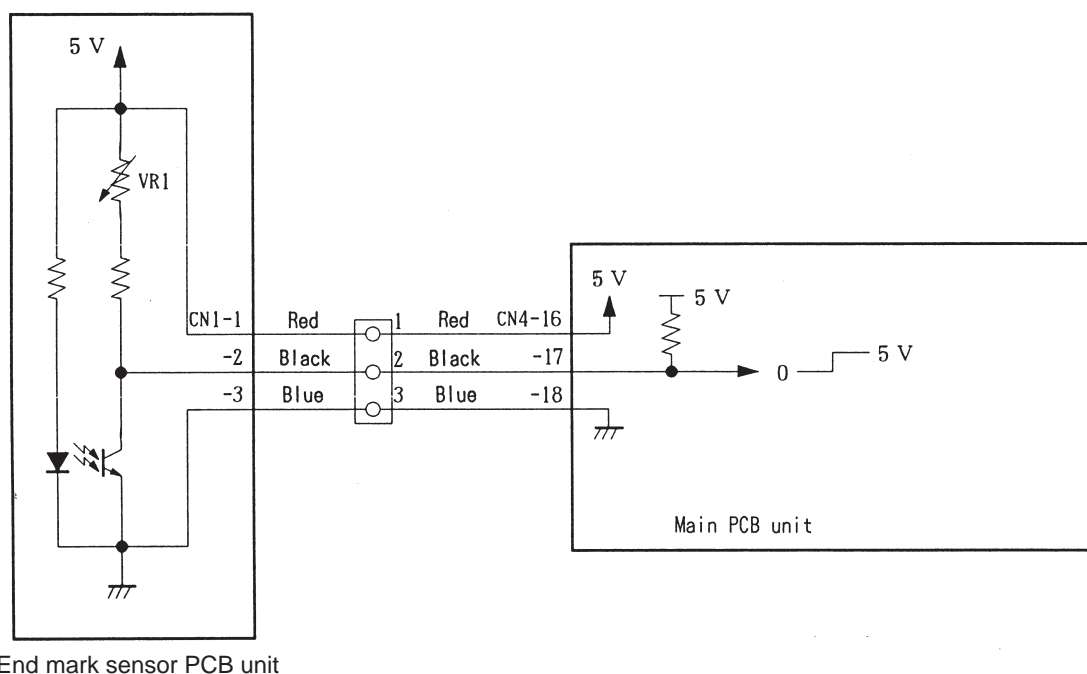 5 V
VR1
5 V
5 V
CN1-1 Red 1 Red CN4-16
-2 Black 2 Black -17
0 5 V
-3 Blue 3 Blue -18
Main PCB unit
End mark sensor PCB unit